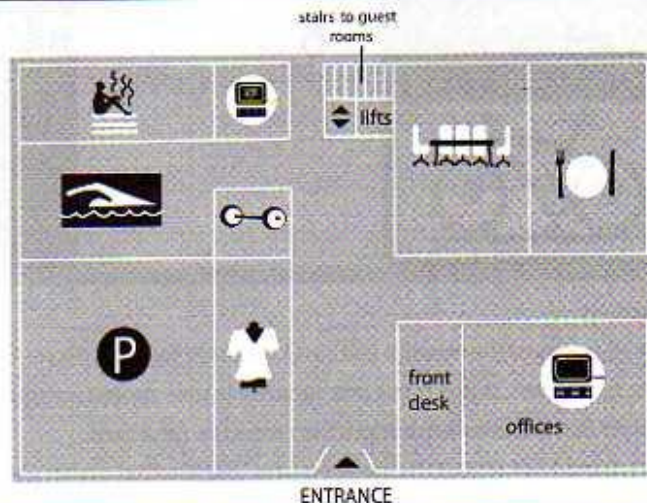 stairs to guest
rooms
lifts
P
front
desk
offices
ENTRANCE